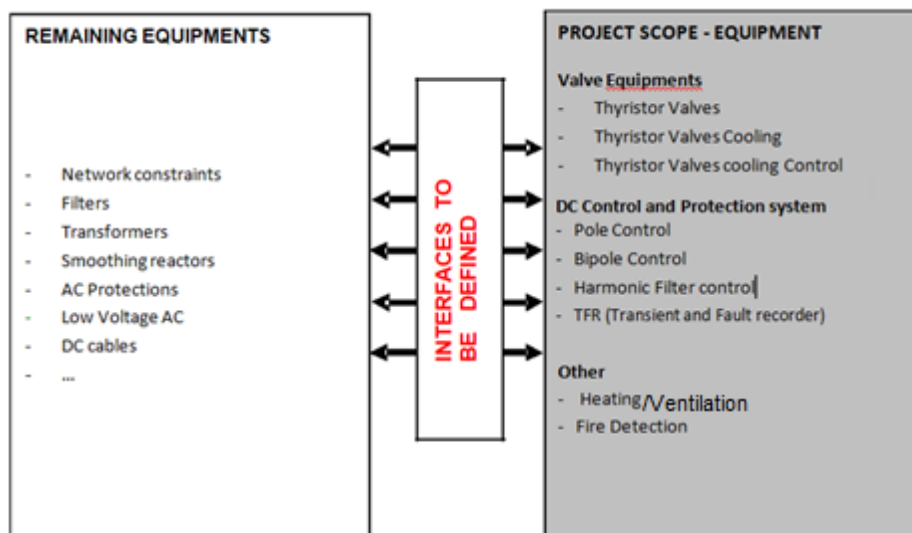 REMAINING EQUIPMENTS
- Network constraints
- Filters
- Transformers
- Smoothing reactors
- AC Protections
- Low Voltage AC
- DC cables
- ...
INTERFACES TO
BE DEFINED
PROJECT SCOPE - EQUIPMENT
Valve Equipments
- Thyristor Valves
- Thyristor Valves Cooling
- Thyristor Valves cooling Control
DC Control and Protection system
- Pole Control
- Bipole Control
- Harmonic Filter control
- TFR (Transient and Fault recorder)
Other
- Heating/Ventilation
- Fire Detection